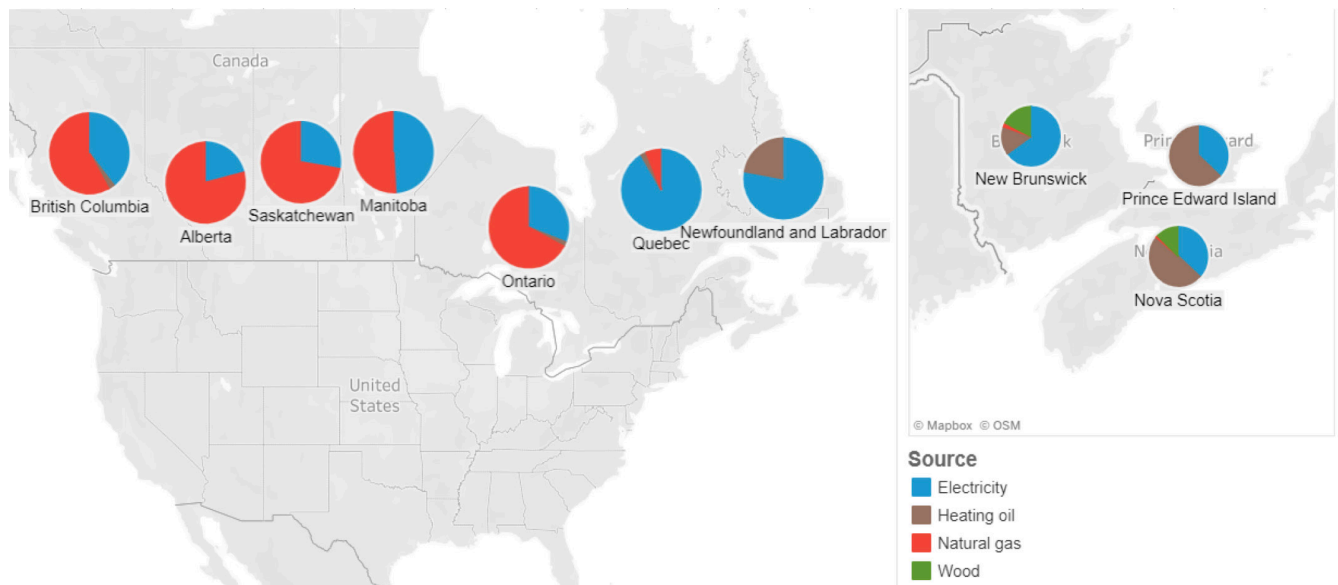 Canada
British Columbia
Alberta
Saskatchewan
Manitoba
Ontario
Quebec
Newfoundland and Labrador
United
States
New Brunswick
Prince Edward Island
Nova Scotia
© Mapbox © OSM
Source
Electricity
Heating oil
Natural gas
Wood